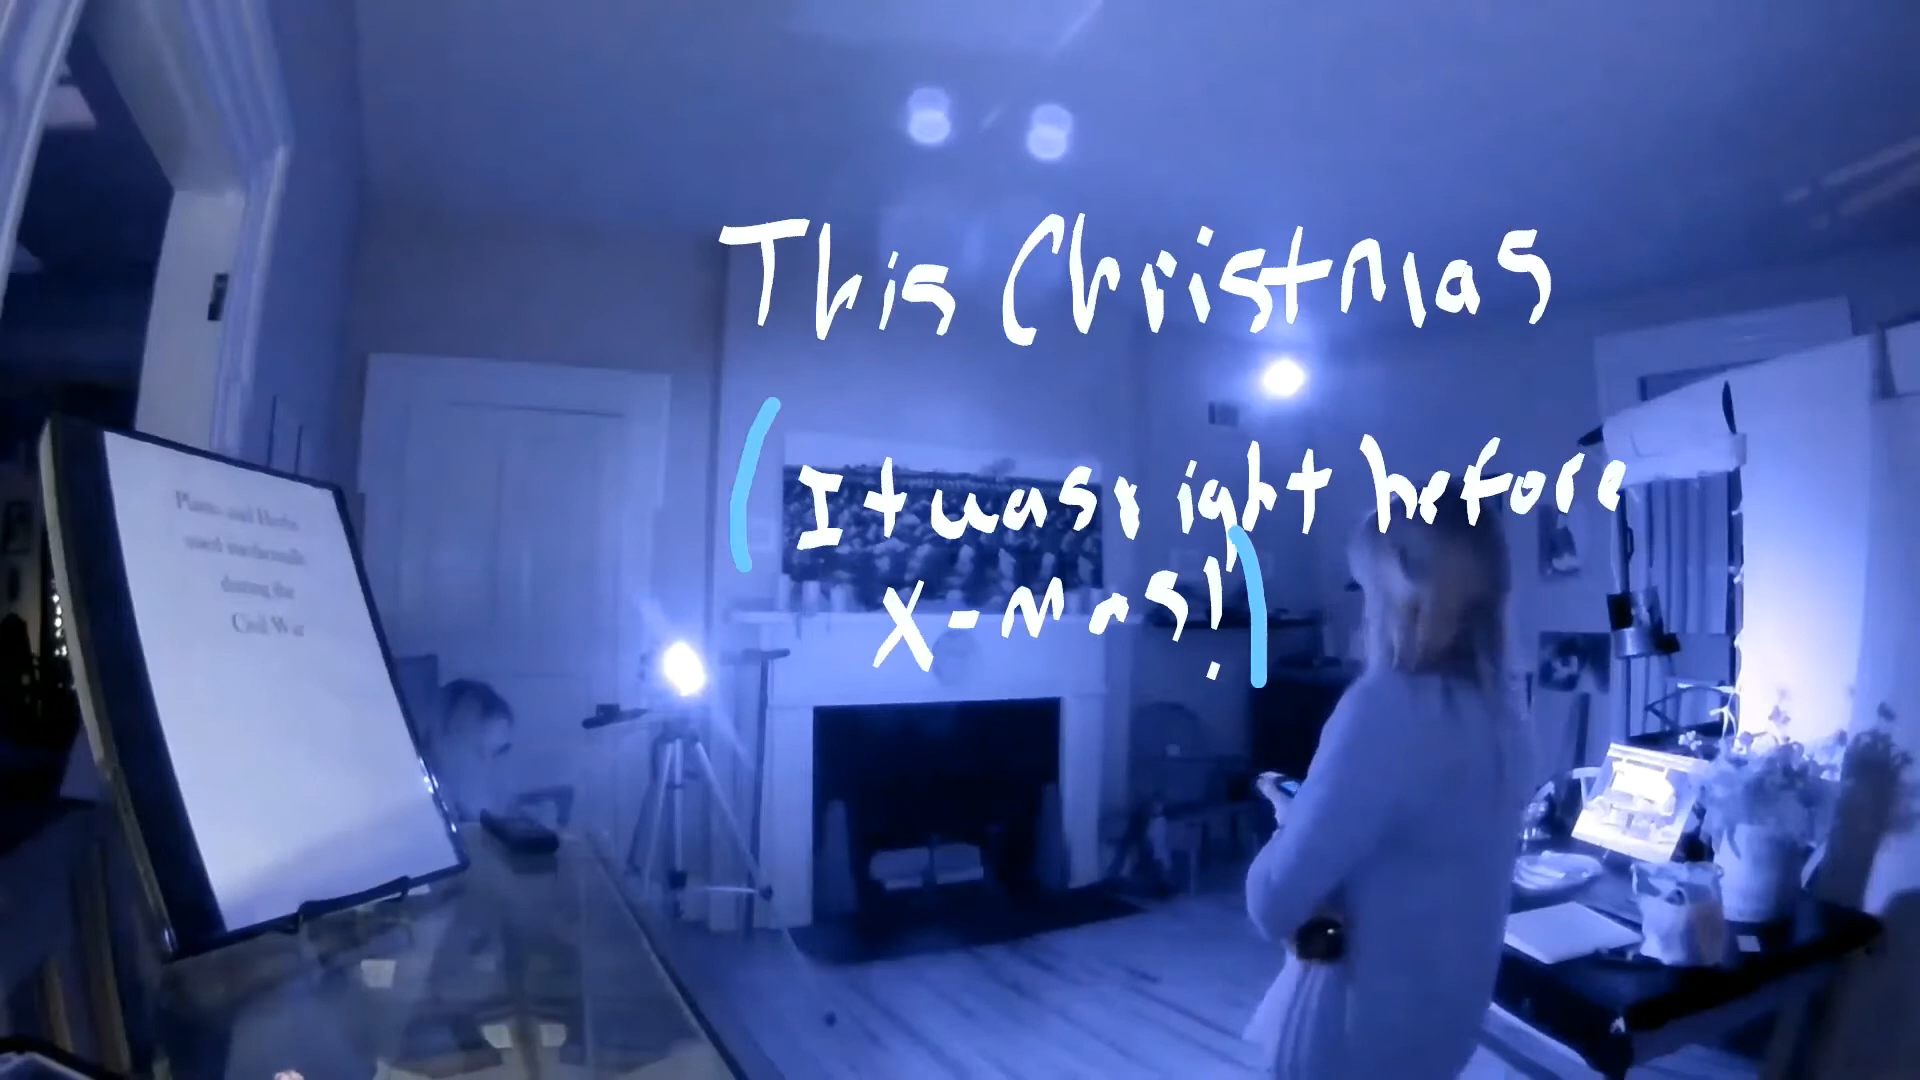 This Christmas
(It was right before
X-mas!)
Plants and Herbs
used medicinally
during the
Civil War